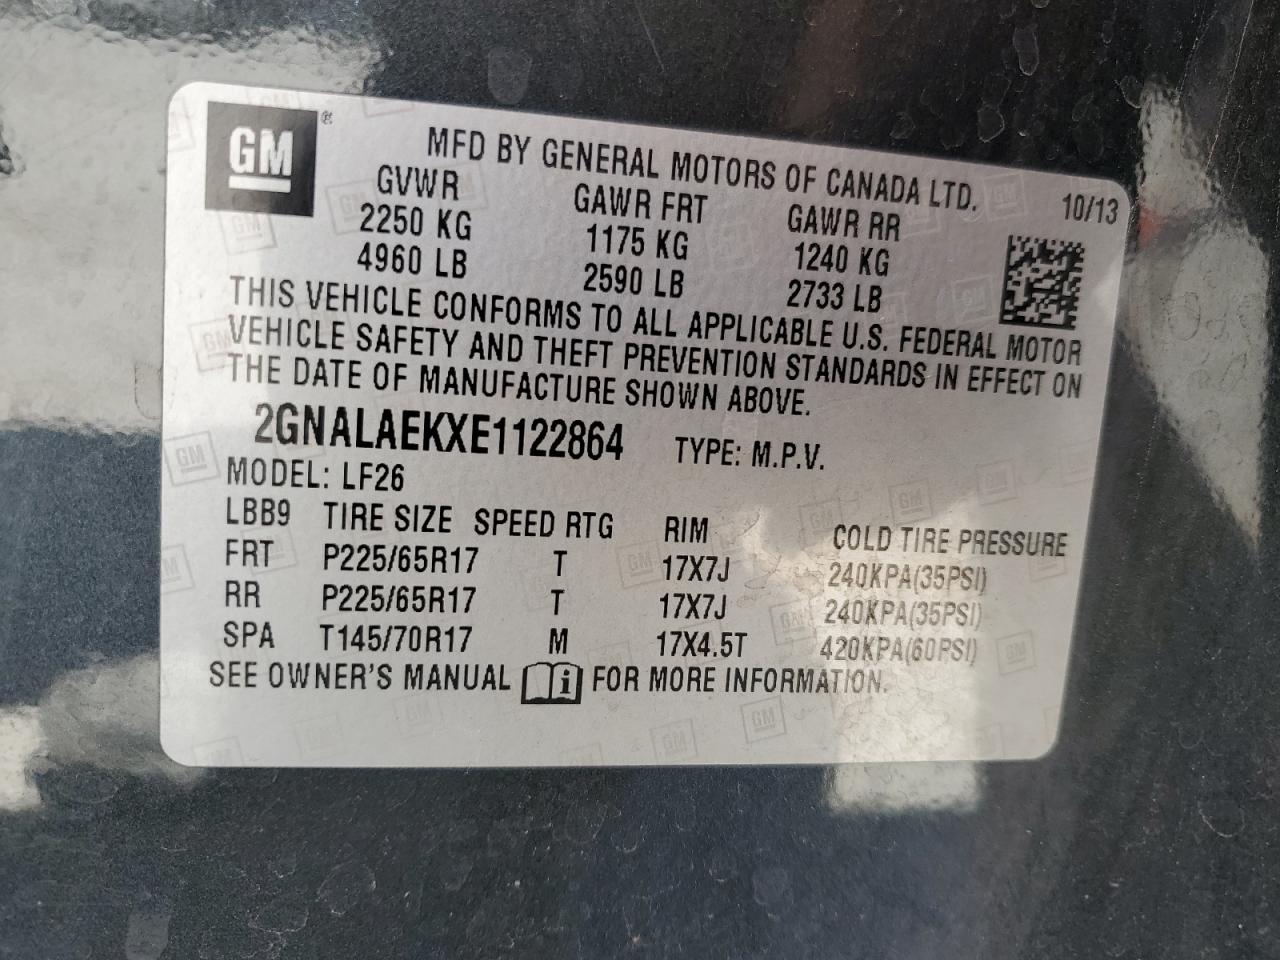 GM ®
MFD BY GENERAL MOTORS OF CANADA LTD.
10/13
GVWR GAWR FRT GAWR RR
2250 KG 1175 KG 1240 KG
4960 LB 2590 LB 2733 LB
THIS VEHICLE CONFORMS TO ALL APPLICABLE U.S. FEDERAL MOTOR
VEHICLE SAFETY AND THEFT PREVENTION STANDARDS IN EFFECT ON
THE DATE OF MANUFACTURE SHOWN ABOVE.
2GNALAEKXE1122864 TYPE: M.P.V.
MODEL: LF26
LBB9 TIRE SIZE SPEED RTG RIM COLD TIRE PRESSURE
FRT P225/65R17 T 17X7J 240KPA(35PSI)
RR P225/65R17 T 17X7J 240KPA(35PSI)
SPA T145/70R17 M 17X4.5T 420KPA(60PSI)
SEE OWNER'S MANUAL i FOR MORE INFORMATION.